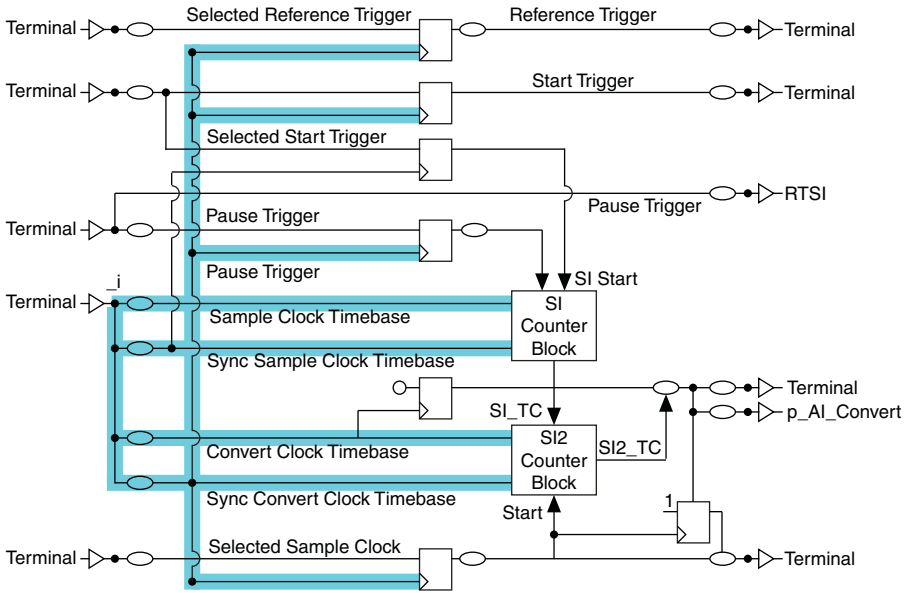 Selected Reference Trigger
Reference Trigger
Terminal
Terminal
Terminal
Start Trigger
Terminal
Selected Start Trigger
Pause Trigger
RTSI
Terminal
Pause Trigger
Pause Trigger
SI Start
_i
Terminal
Sample Clock Timebase
SI
Counter
Block
Sync Sample Clock Timebase
Terminal
SI_TC
p_AI_Convert
Convert Clock Timebase
SI2
Counter
Block
SI2_TC
Sync Convert Clock Timebase
Start
1
Terminal
Selected Sample Clock
Terminal